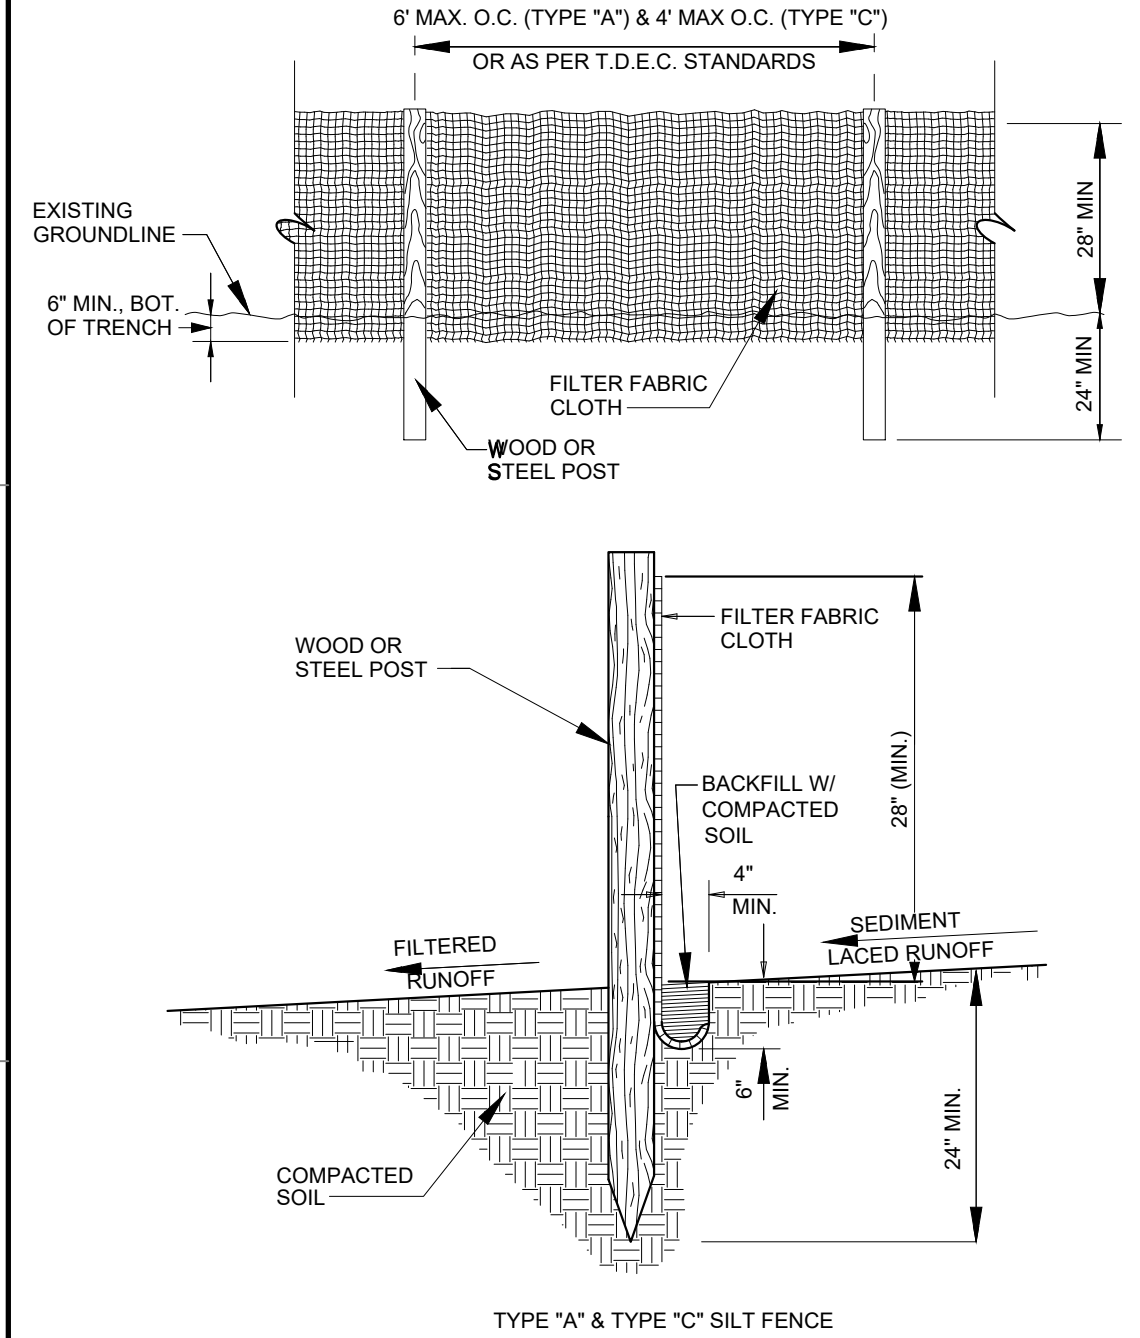 6' MAX. O.C. (TYPE "A") & 4' MAX O.C. (TYPE "C")
OR AS PER T.D.E.C. STANDARDS
EXISTING
GROUNDLINE
6" MIN., BOT.
OF TRENCH
28" MIN
24" MIN
FILTER FABRIC
CLOTH
WOOD OR
STEEL POST
FILTER FABRIC
CLOTH
WOOD OR
STEEL POST
28" (MIN.)
BACKFILL W/
COMPACTED
SOIL
4"
MIN.
SEDIMENT
LACED RUNOFF
FILTERED
RUNOFF
6"
MIN.
24" MIN.
COMPACTED
SOIL
TYPE "A" & TYPE "C" SILT FENCE